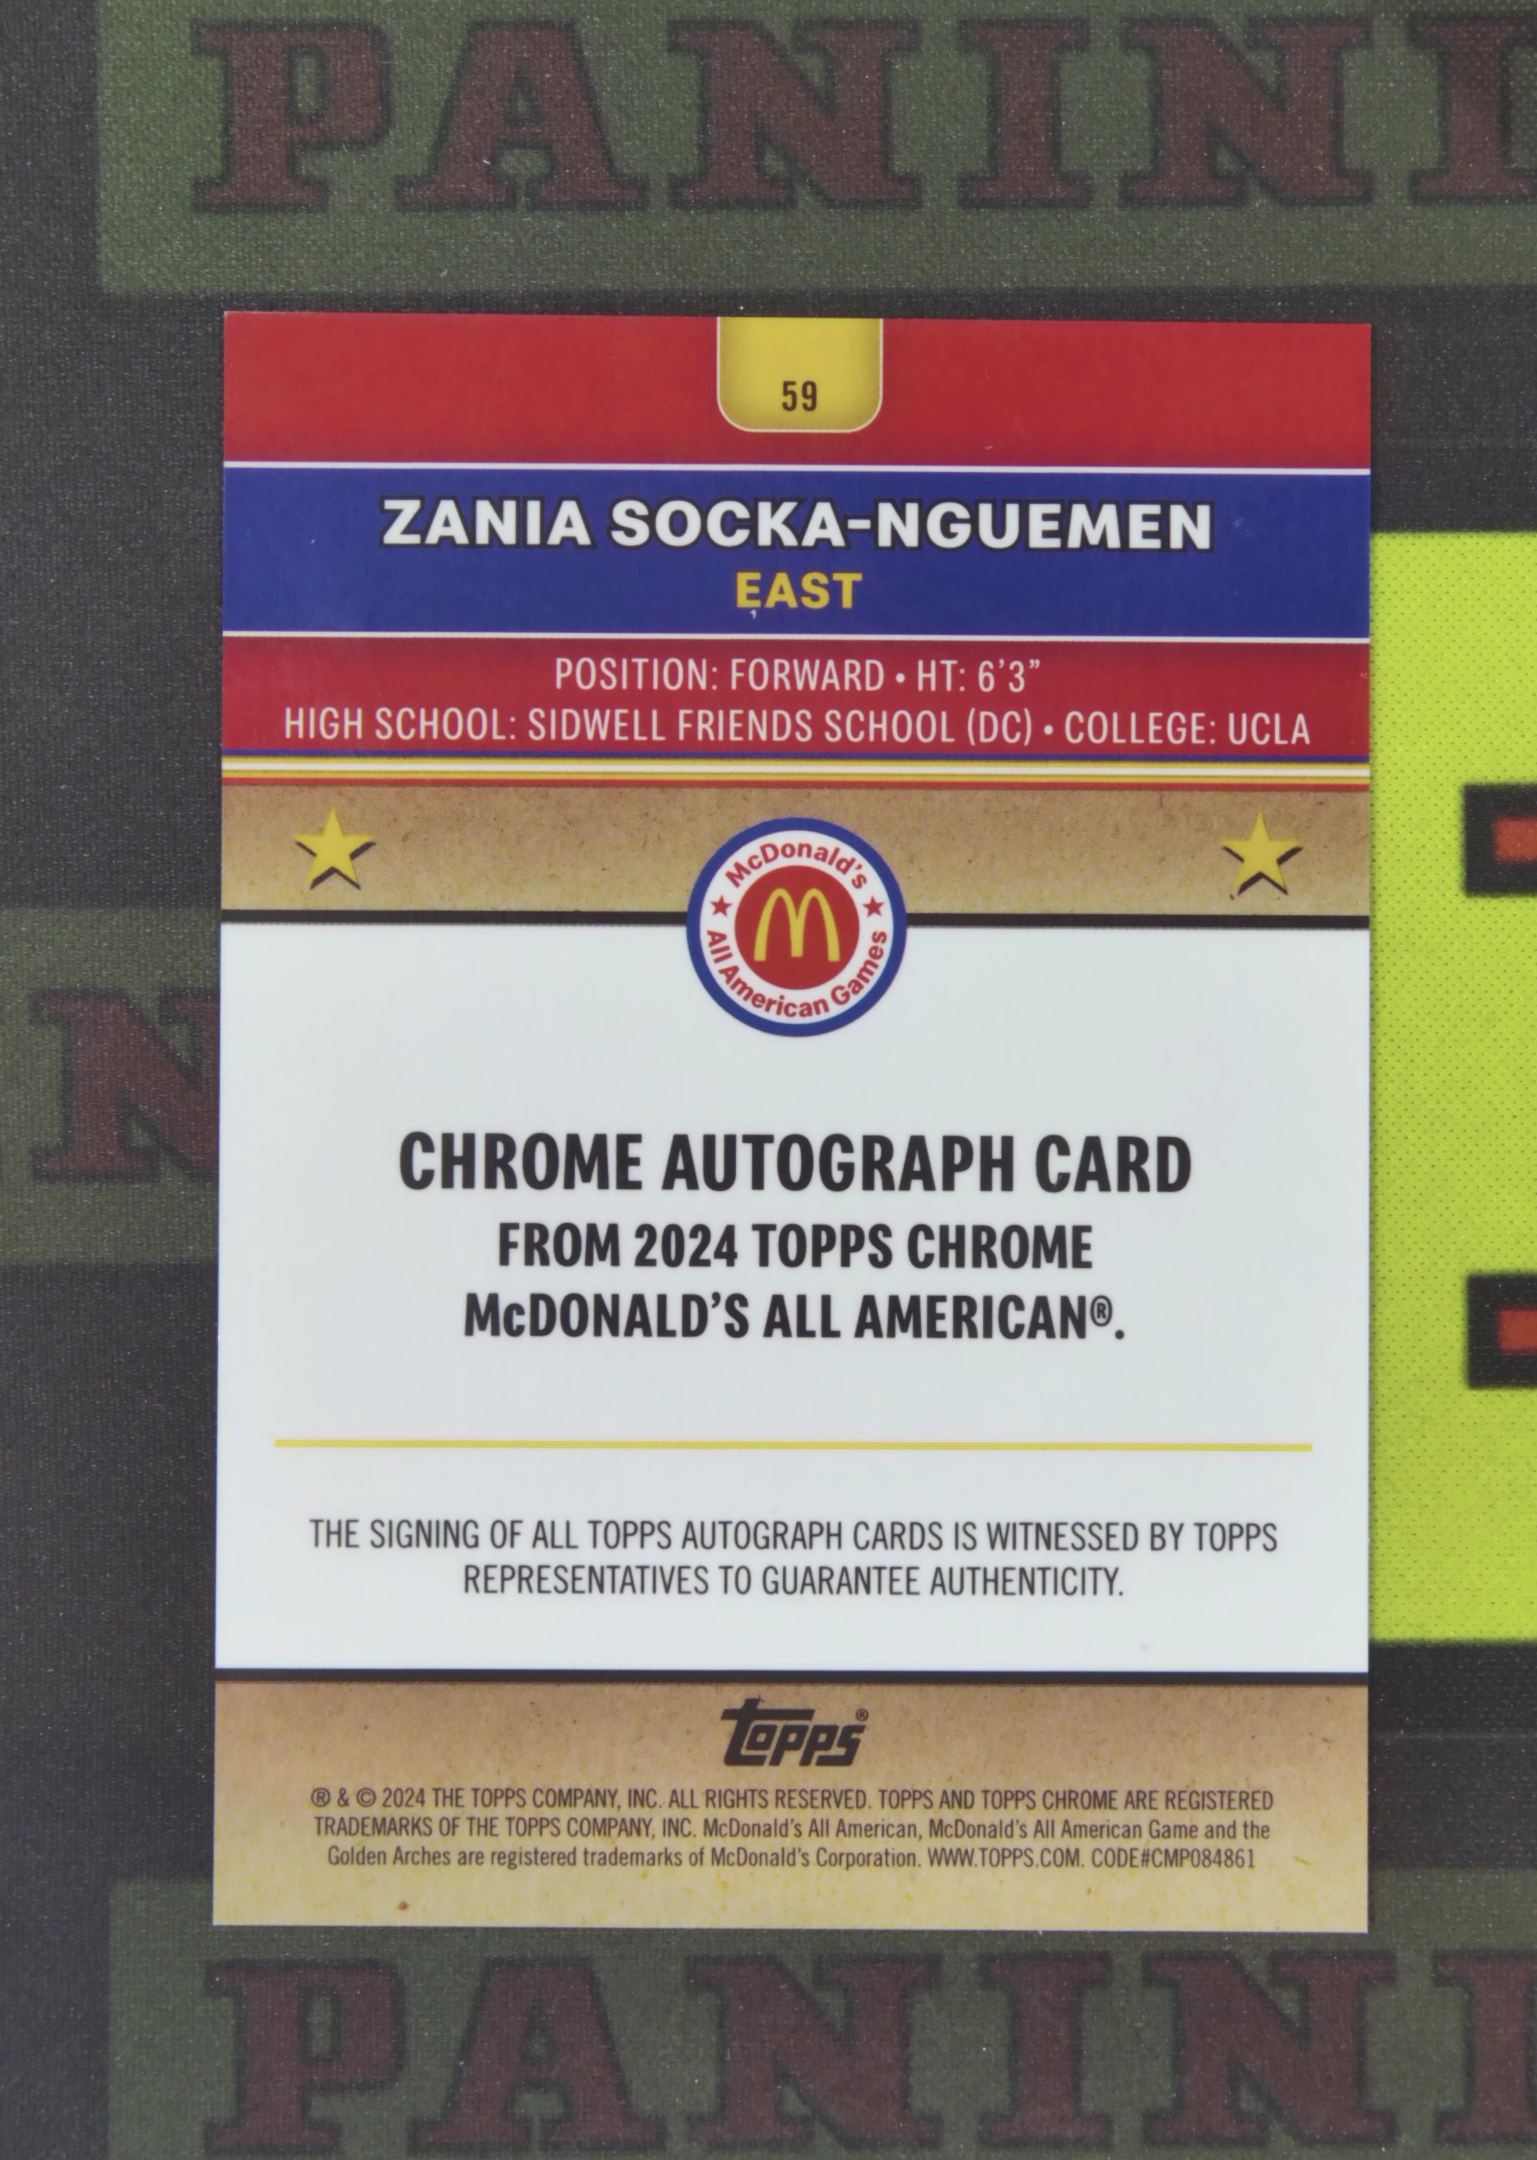 PANINI
59
ZANIA SOCKA-NGUEMEN
EAST
POSITION: FORWARD • HT: 6'3”
HIGH SCHOOL: SIDWELL FRIENDS SCHOOL (DC) • COLLEGE: UCLA
McDonald's
All American Games
N
CHROME AUTOGRAPH CARD
FROM 2024 TOPPS CHROME
McDONALD'S ALL AMERICAN®.
THE SIGNING OF ALL TOPPS AUTOGRAPH CARDS IS WITNESSED BY TOPPS
REPRESENTATIVES TO GUARANTEE AUTHENTICITY.
topps®
® & © 2024 THE TOPPS COMPANY, INC. ALL RIGHTS RESERVED. TOPPS AND TOPPS CHROME ARE REGISTERED
TRADEMARKS OF THE TOPPS COMPANY, INC. McDonald's All American, McDonald's All American Game and the
Golden Arches are registered trademarks of McDonald's Corporation. WWW.TOPPS.COM. CODE#CMP084861
PANINI